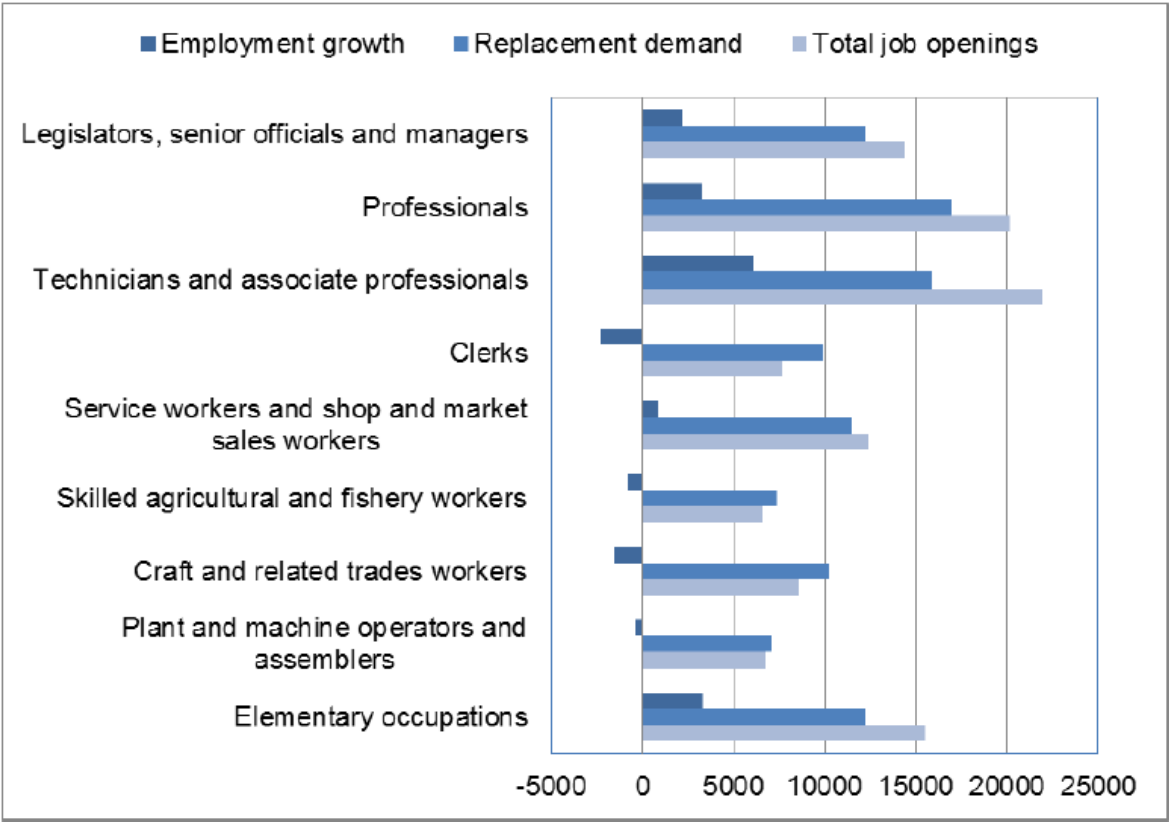 Employment growth Replacement demand Total job openings
Legislators, senior officials and managers
Professionals
Technicians and associate professionals
Clerks
Service workers and shop and market
sales workers
Skilled agricultural and fishery workers
Craft and related trades workers
Plant and machine operators and
assemblers
Elementary occupations
-5000 0 5000 10000 15000 20000 25000